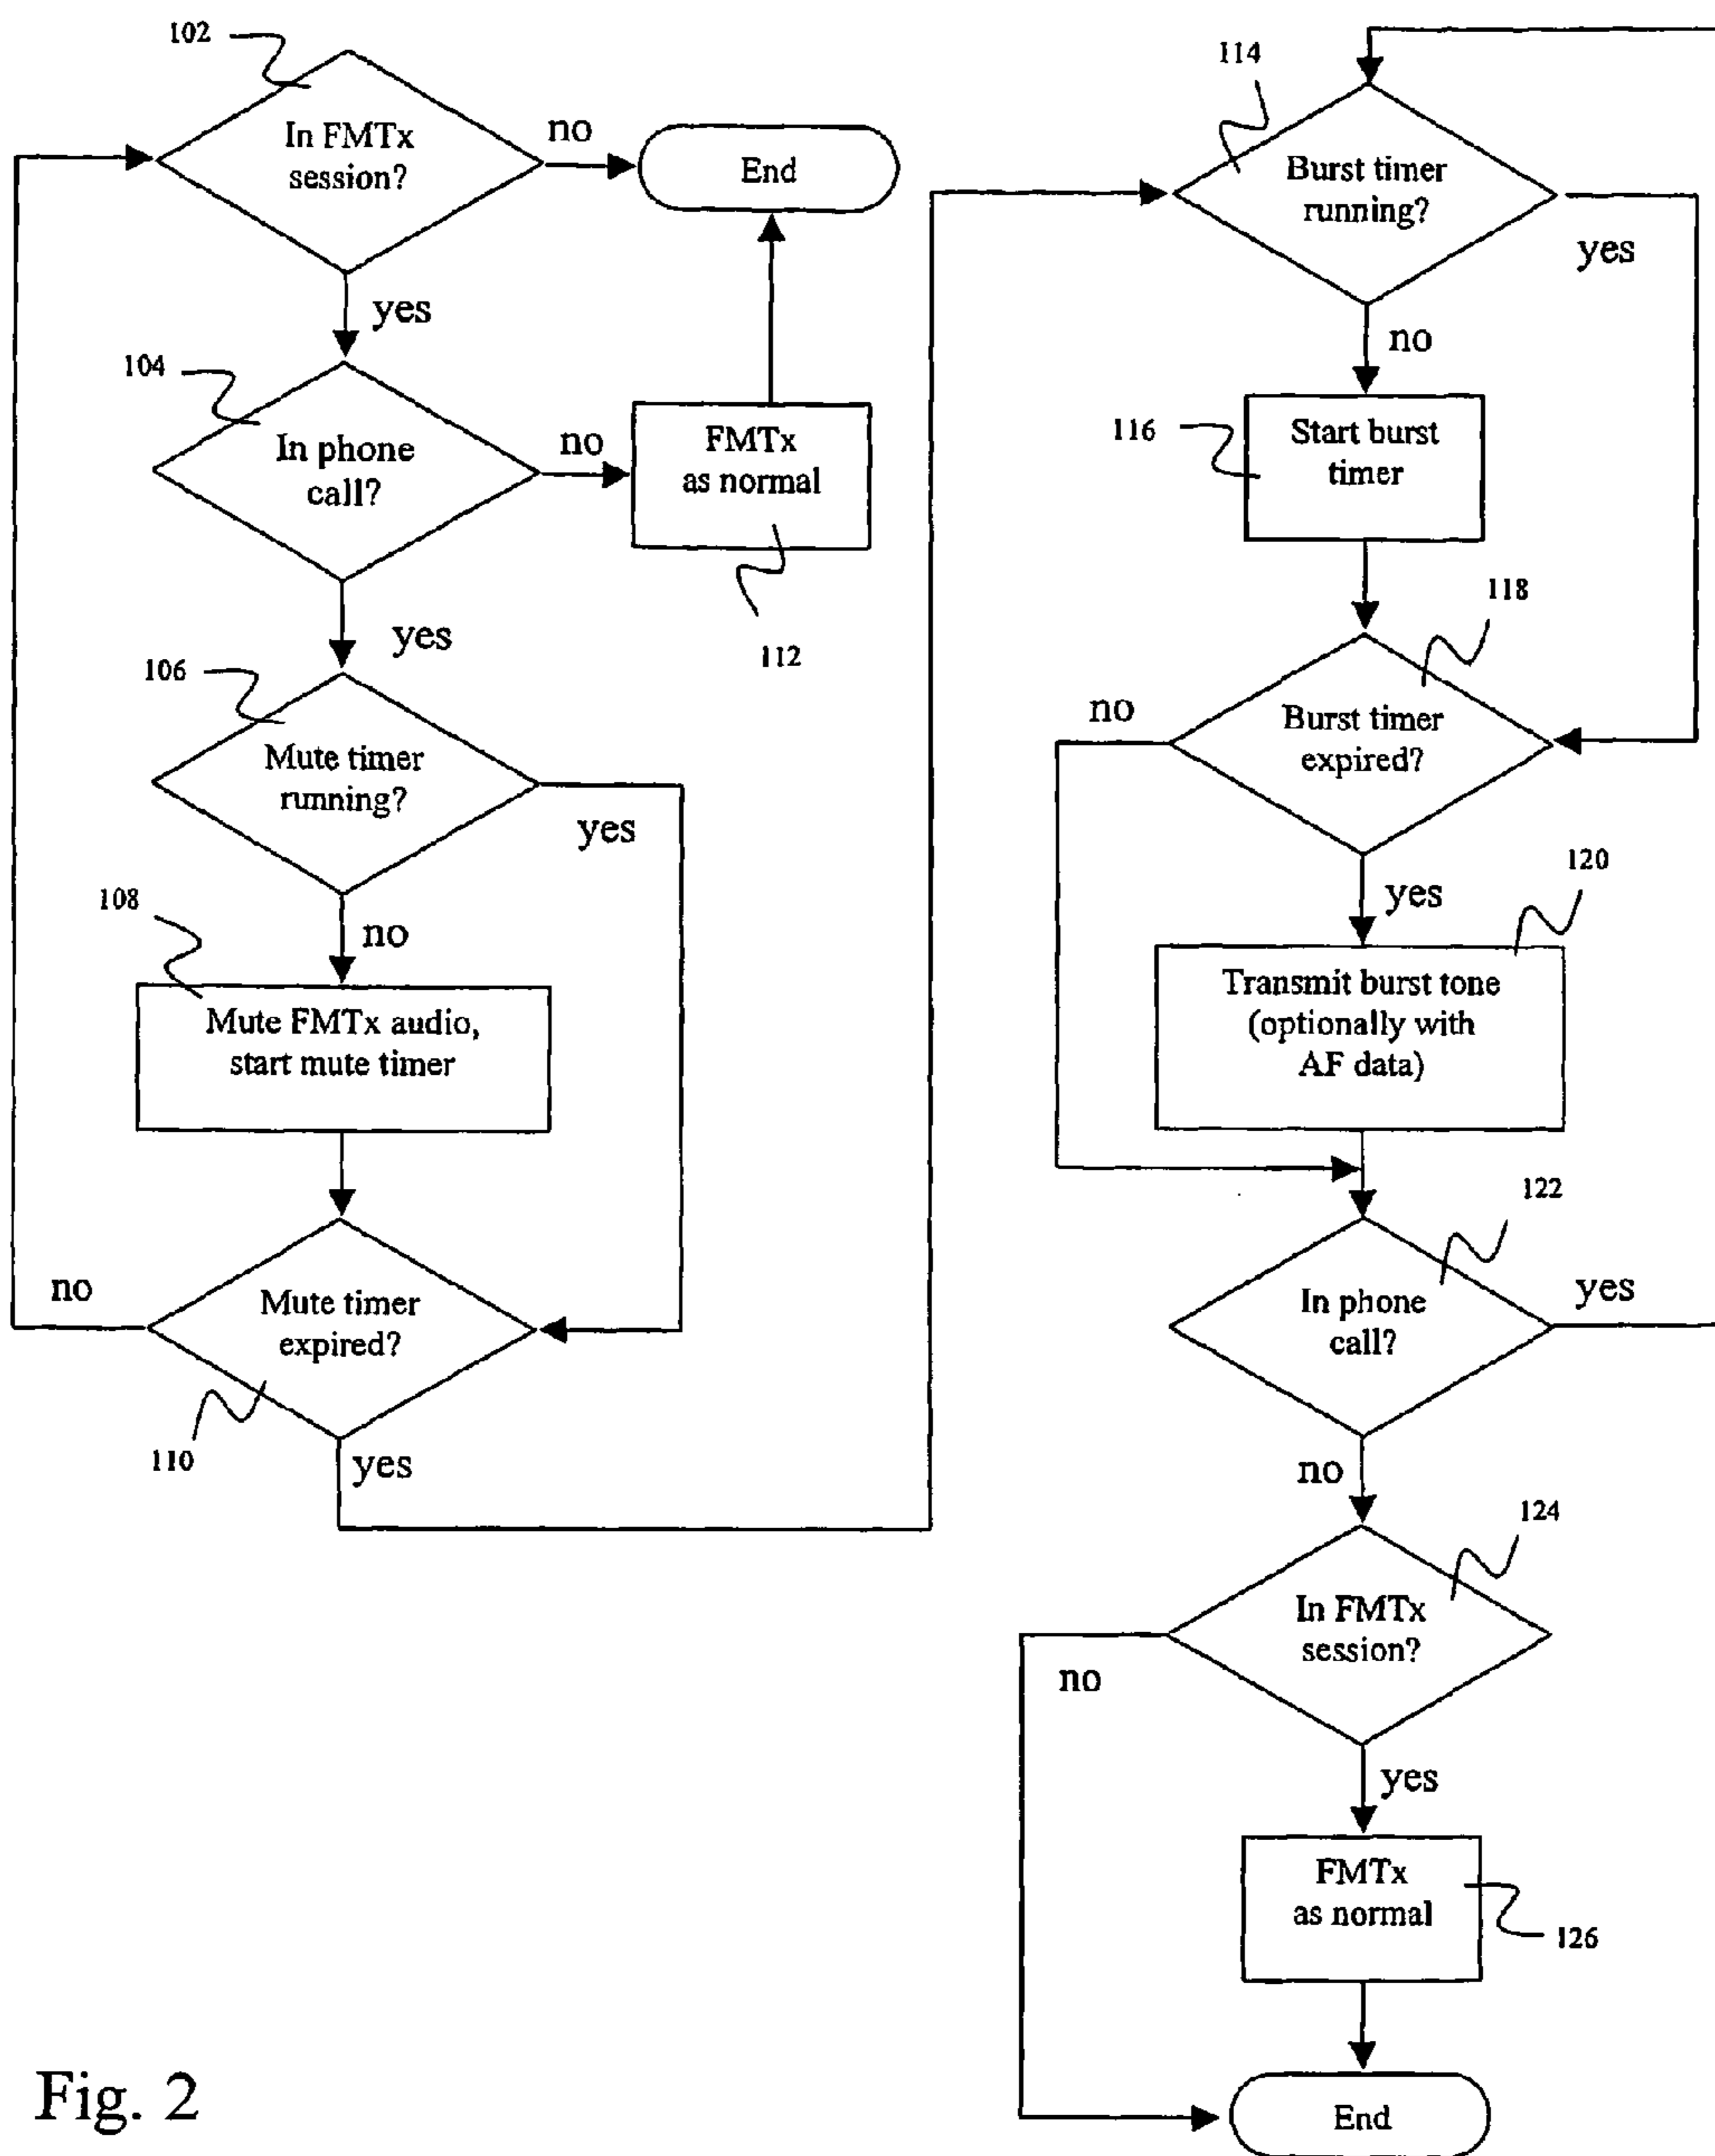 102
In FMTx
session?
no
End
yes
104
In phone
call?
no
FMTx
as normal
112
yes
106
Mute timer
running?
yes
no
108
Mute FMTx audio,
start mute timer
no
Mute timer
expired?
110
yes
114
Burst timer
running?
yes
no
116
Start burst
timer
118
no
Burst timer
expired?
yes
120
Transmit burst tone
(optionally with
AF data)
122
In phone
call?
yes
no
124
In FMTx
session?
no
yes
FMTx
as normal
126
End
Fig. 2